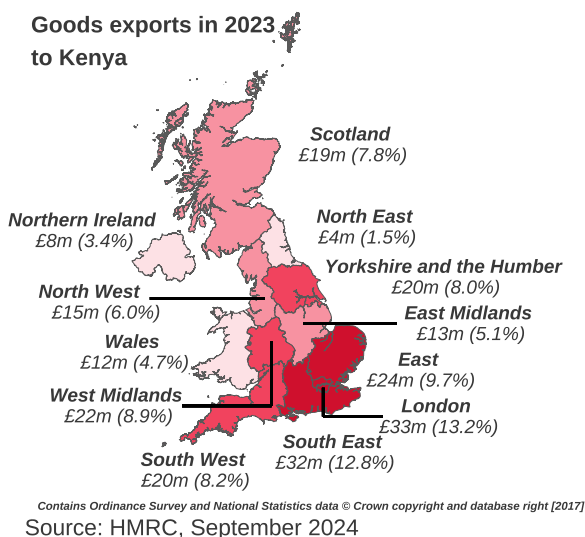 Goods exports in 2023
to Kenya
Scotland
£19m (7.8%)
Northern Ireland
£8m (3.4%)
North East
£4m (1.5%)
Yorkshire and the Humber
£20m (8.0%)
North West
£15m (6.0%)
East Midlands
£13m (5.1%)
Wales
£12m (4.7%)
East
£24m (9.7%)
West Midlands
£22m (8.9%)
London
£33m (13.2%)
South East
£32m (12.8%)
South West
£20m (8.2%)
Contains Ordinance Survey and National Statistics data © Crown copyright and database right [2017]
Source: HMRC, September 2024